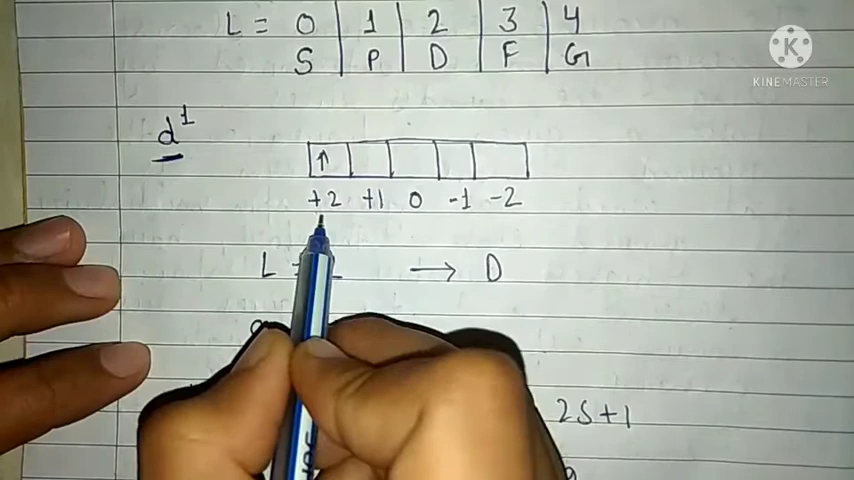 L = 0 1 2 3 4
S P D F G
d¹
↑
+2 +1 0 -1 -2
L → D
2S+1
K
KINEMASTER